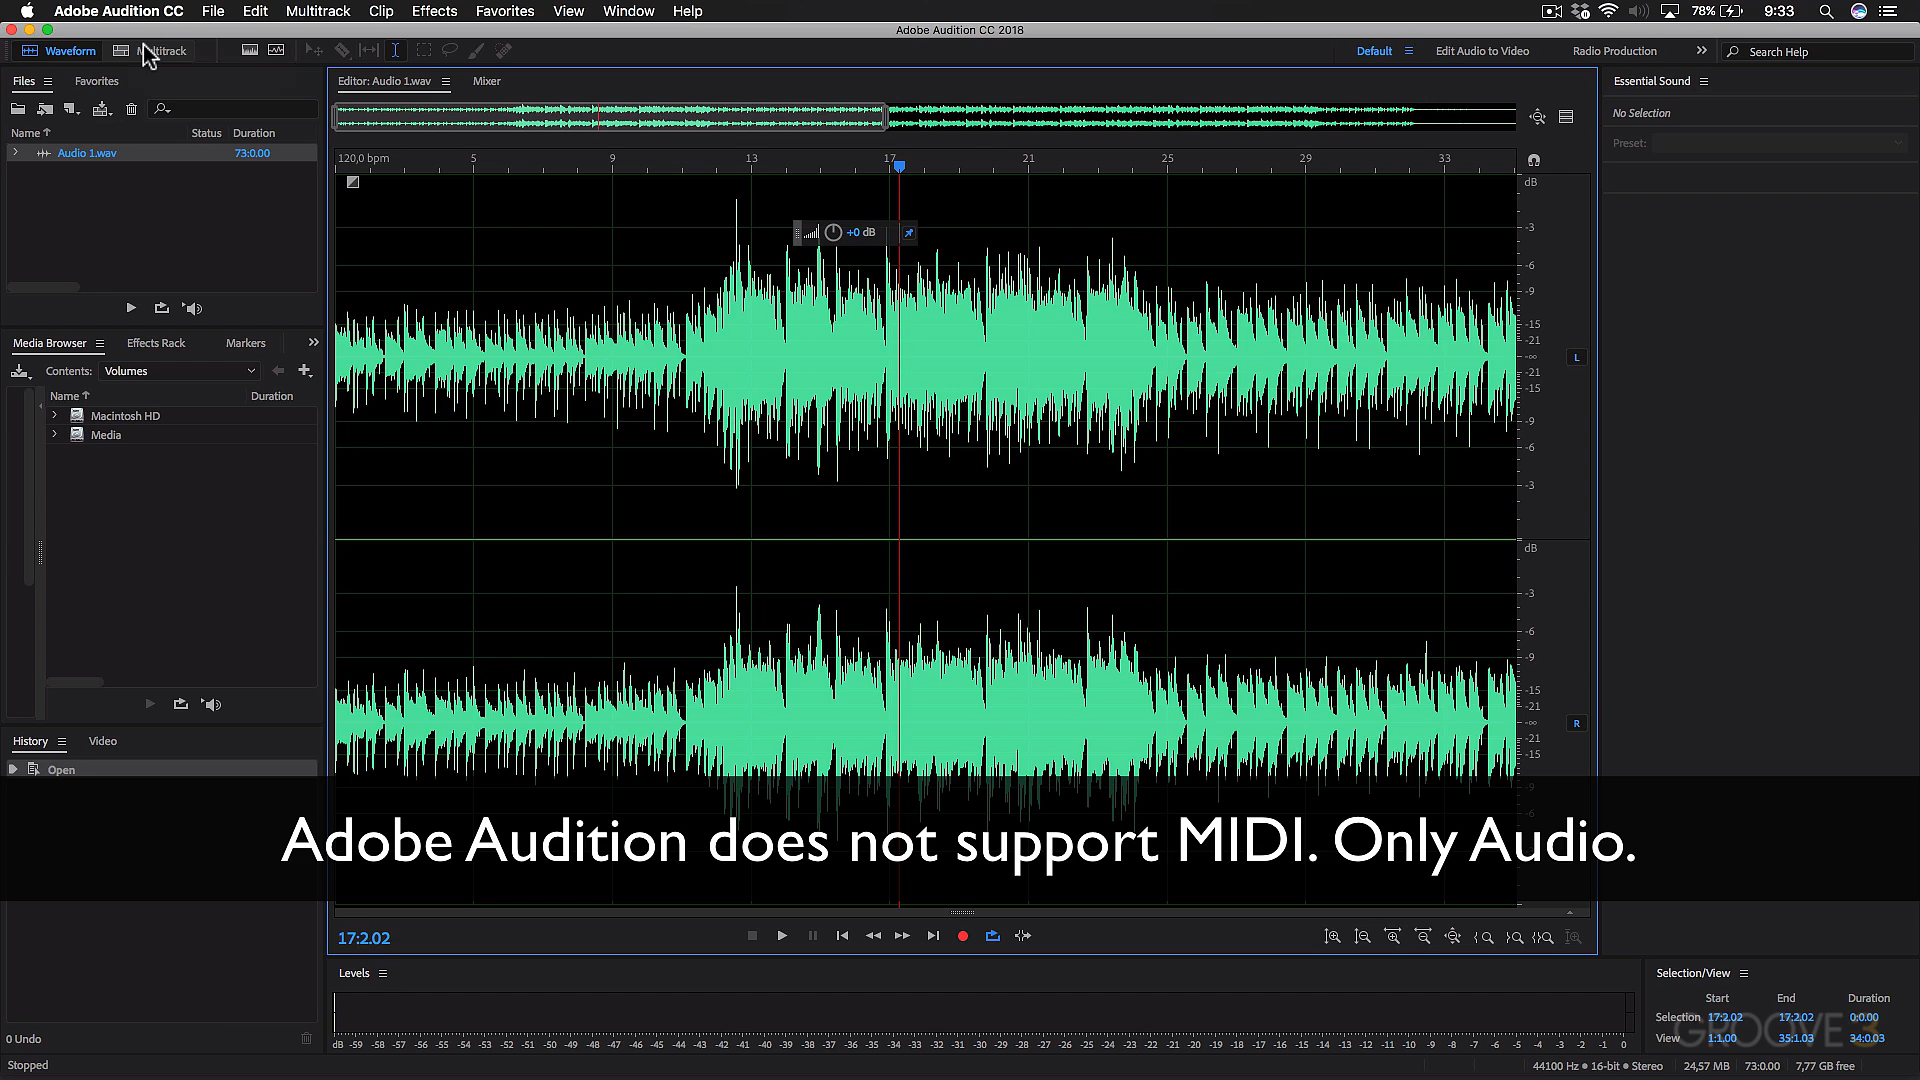 Adobe Audition CC File Edit Multitrack Clip Effects Favorites View Window Help 78% 9:33
Adobe Audition CC 2018
Waveform Multitrack Default Edit Audio to Video Radio Production Search Help
Files Favorites
Name Status Duration
Audio 1.wav 73:0.00
Media Browser Effects Rack Markers
Contents: Volumes
Name Duration
Macintosh HD
Media
History Video
Open
0 Undo
Stopped
Editor: Audio 1.wav Mixer
120,0 bpm 5 9 13 17 21 25 29 33
+0 dB
dB
-3
-6
-9
-15
-21
-∞
-21
-15
-9
-6
-3
L
dB
-3
-6
-9
-15
-21
-∞
-21
-15
-9
-6
R
Adobe Audition does not support MIDI. Only Audio.
17:2.02
Levels
dB -59 -58 -57 -56 -55 -54 -53 -52 -51 -50 -49 -48 -47 -46 -45 -44 -43 -42 -41 -40 -39 -38 -37 -36 -35 -34 -33 -32 -31 -30 -29 -28 -27 -26 -25 -24 -23 -22 -21 -20 -19 -18 -17 -16 -15 -14 -13 -12 -11 -10 -9 -8 -7 -6 -5 -4 -3 -2 -1 0
Essential Sound
No Selection
Preset:
Selection/View
Start End Duration
Selection 17:2.02 17:2.02 0:0.00
View 1:1.00 35:1.03 34:0.03
GROOVE 3
44100 Hz • 16-bit • Stereo 24,57 MB 73:0.00 7,77 GB free